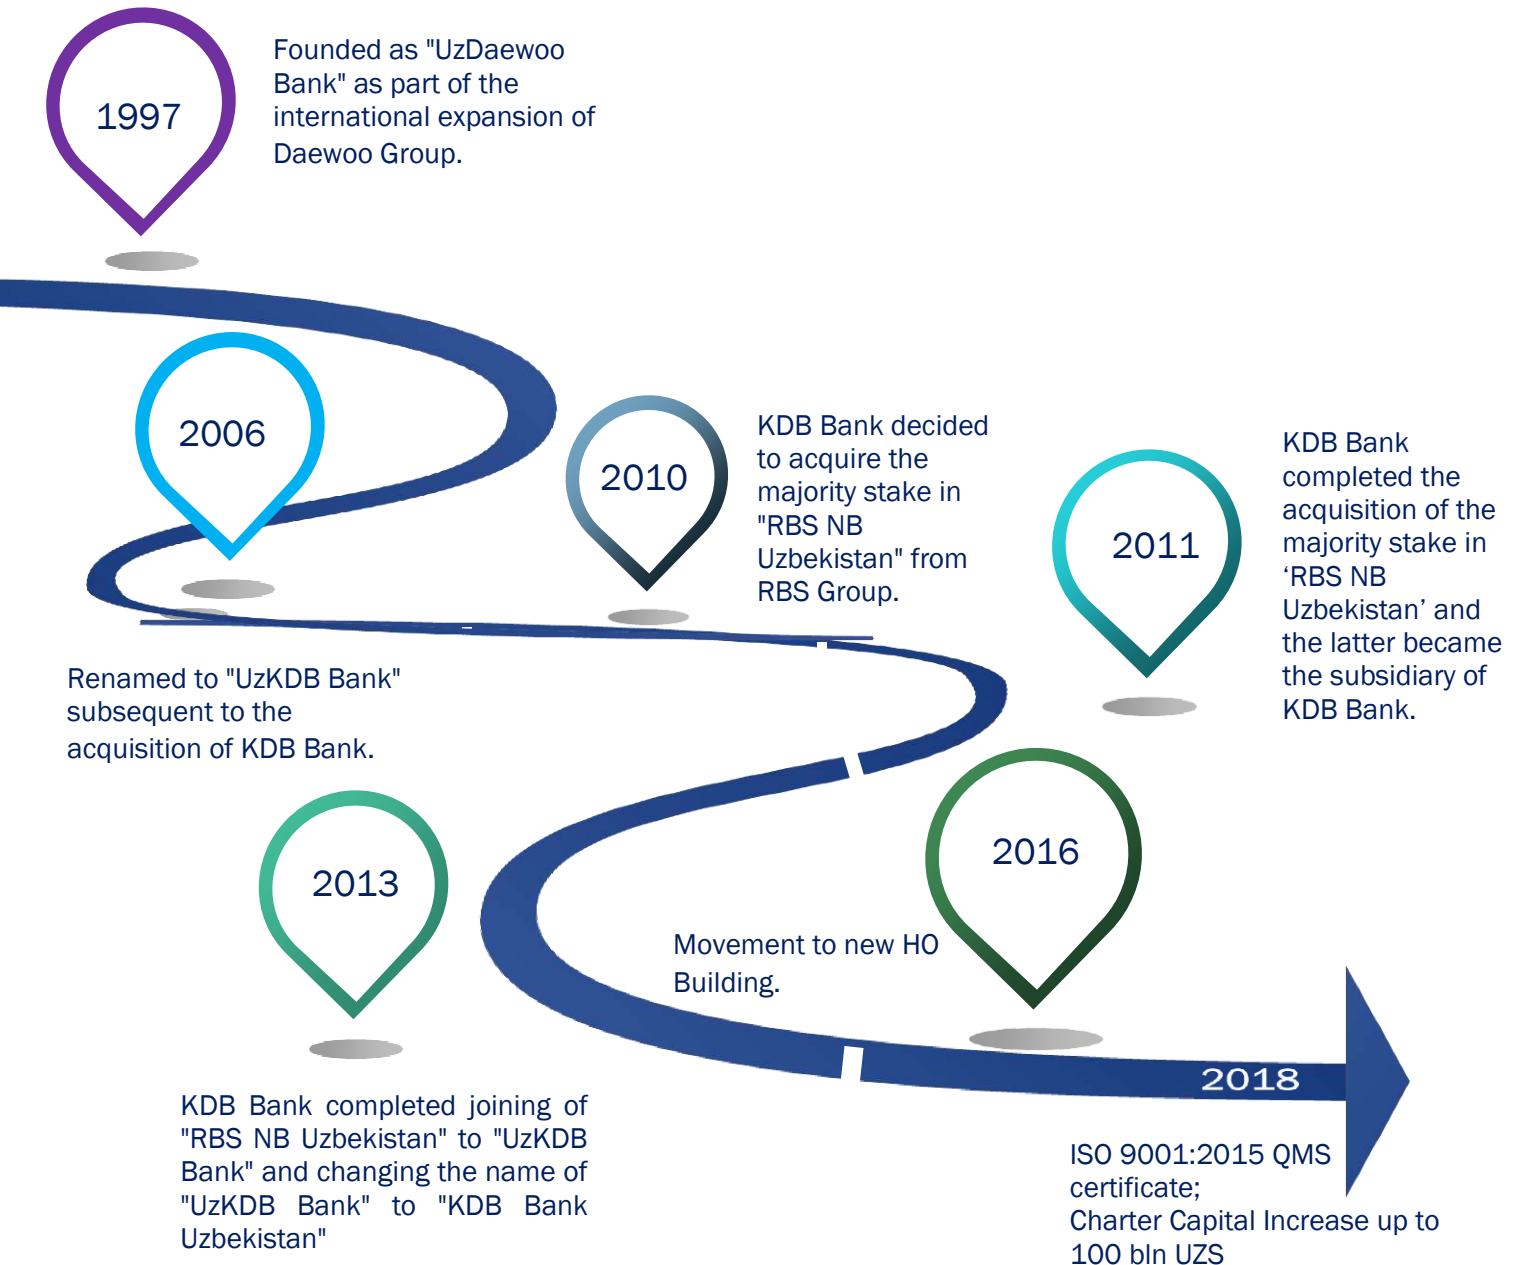 1997
Founded as "UzDaewoo
Bank" as part of the
international expansion of
Daewoo Group.
2006
Renamed to "UzKDB Bank"
subsequent to the
acquisition of KDB Bank.
2010
KDB Bank decided
to acquire the
majority stake in
"RBS NB
Uzbekistan" from
RBS Group.
2011
KDB Bank
completed the
acquisition of the
majority stake in
‘RBS NB
Uzbekistan’ and
the latter became
the subsidiary of
KDB Bank.
2013
KDB Bank completed joining of
"RBS NB Uzbekistan" to "UzKDB
Bank" and changing the name of
"UzKDB Bank" to "KDB Bank
Uzbekistan"
2016
Movement to new HO
Building.
2018
ISO 9001:2015 QMS
certificate;
Charter Capital Increase up to
100 bln UZS